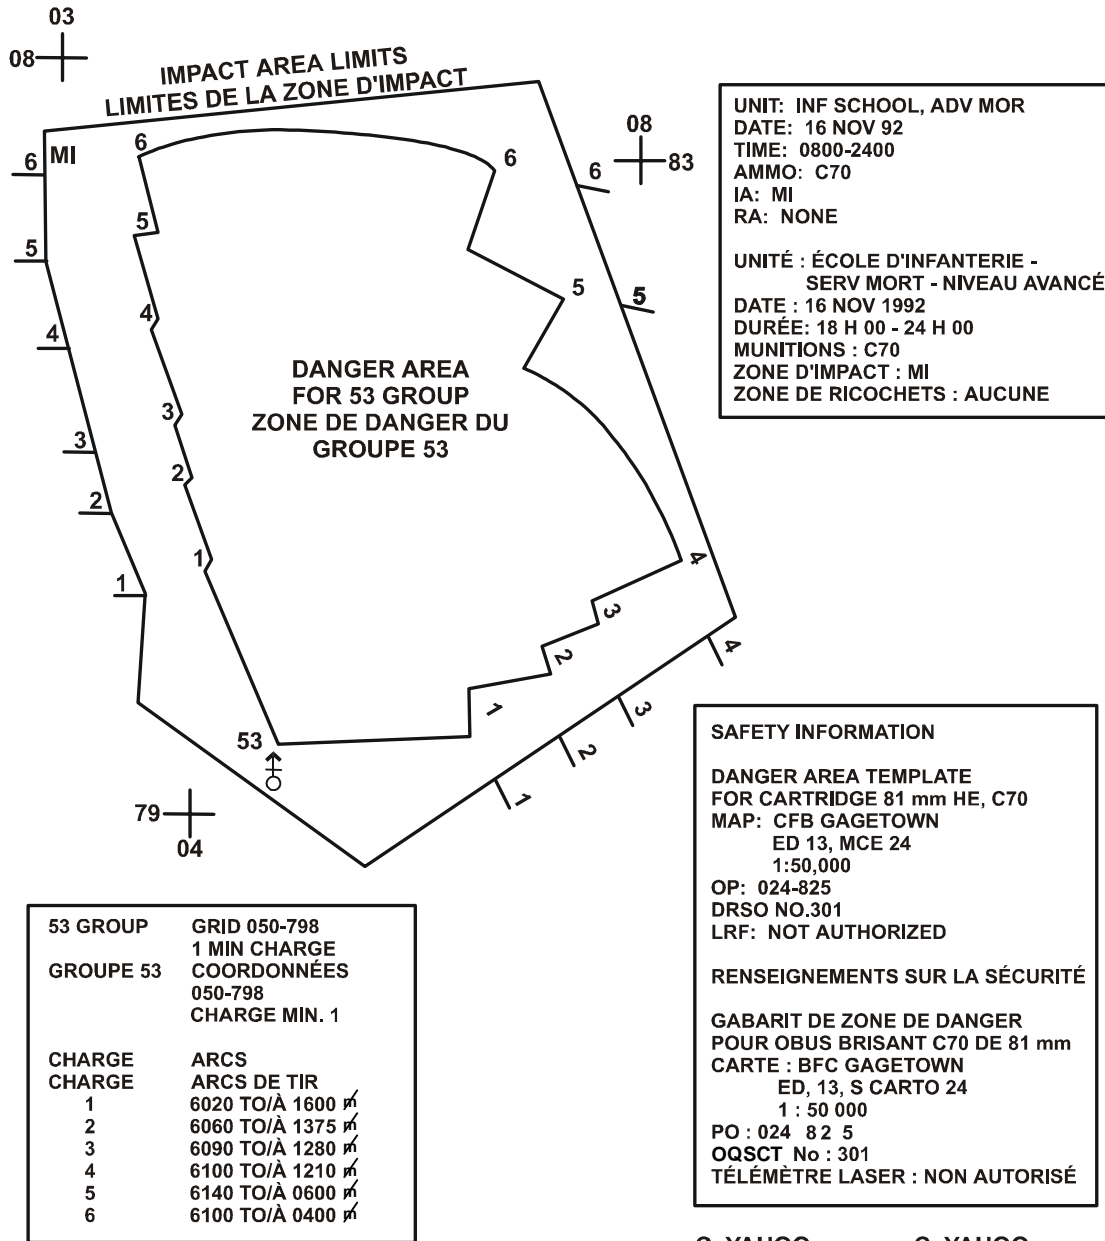 03
08
IMPACT AREA LIMITS
LIMITES DE LA ZONE D'IMPACT
MI
6
5
4
3
2
1
6
5
4
3
2
1
6
5
4
3
2
1
6
5
4
3
2
1
08
83
DANGER AREA
FOR 53 GROUP
ZONE DE DANGER DU
GROUPE 53
53
79
04
UNIT: INF SCHOOL, ADV MOR
DATE: 16 NOV 92
TIME: 0800-2400
AMMO: C70
IA: MI
RA: NONE
UNITÉ : ÉCOLE D'INFANTERIE -
SERV MORT - NIVEAU AVANCÉ
DATE : 16 NOV 1992
DURÉE: 18 H 00 - 24 H 00
MUNITIONS : C70
ZONE D'IMPACT : MI
ZONE DE RICOCHETS : AUCUNE
53 GROUP GRID 050-798
1 MIN CHARGE
GROUPE 53 COORDONNÉES
050-798
CHARGE MIN. 1
CHARGE ARCS
CHARGE ARCS DE TIR
1 6020 TO/À 1600 m
2 6060 TO/À 1375 m
3 6090 TO/À 1280 m
4 6100 TO/À 1210 m
5 6140 TO/À 0600 m
6 6100 TO/À 0400 m
SAFETY INFORMATION
DANGER AREA TEMPLATE
FOR CARTRIDGE 81 mm HE, C70
MAP: CFB GAGETOWN
ED 13, MCE 24
1:50,000
OP: 024-825
DRSO NO.301
LRF: NOT AUTHORIZED
RENSEIGNEMENTS SUR LA SÉCURITÉ
GABARIT DE ZONE DE DANGER
POUR OBUS BRISANT C70 DE 81 mm
CARTE : BFC GAGETOWN
ED, 13, S CARTO 24
1 : 50 000
PO : 024 82 5
OQSCT No : 301
TÉLÉMÈTRE LASER : NON AUTORISÉ